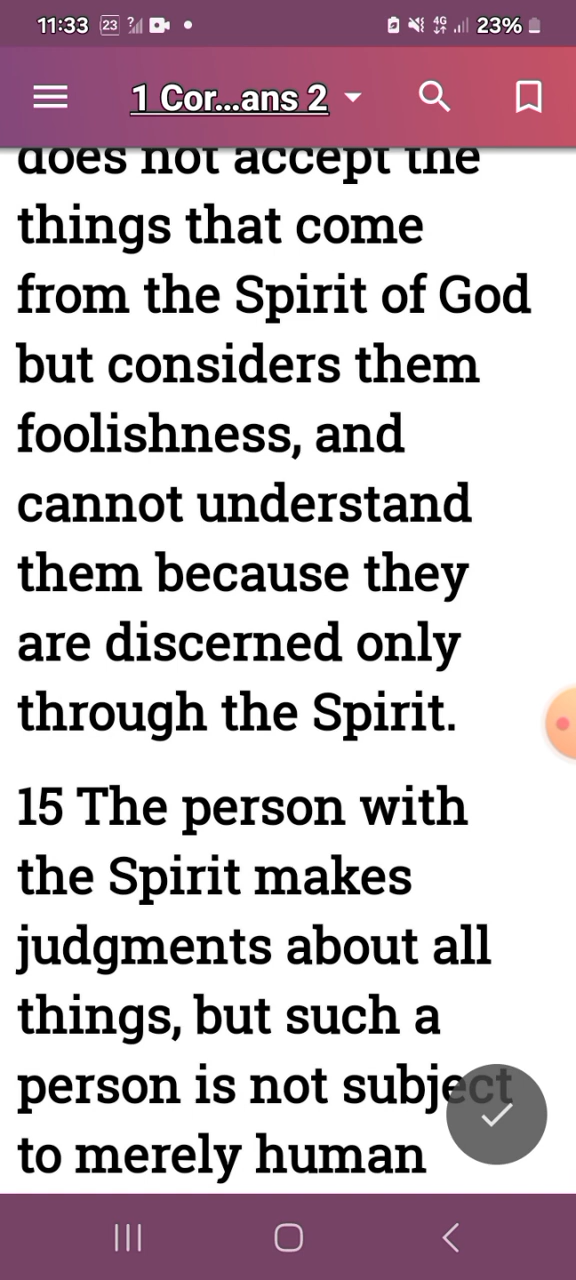 11:33 23 4G 23%
1 Cor...ans 2
does not accept the
things that come
from the Spirit of God
but considers them
foolishness, and
cannot understand
them because they
are discerned only
through the Spirit.
15 The person with
the Spirit makes
judgments about all
things, but such a
person is not subject
to merely human